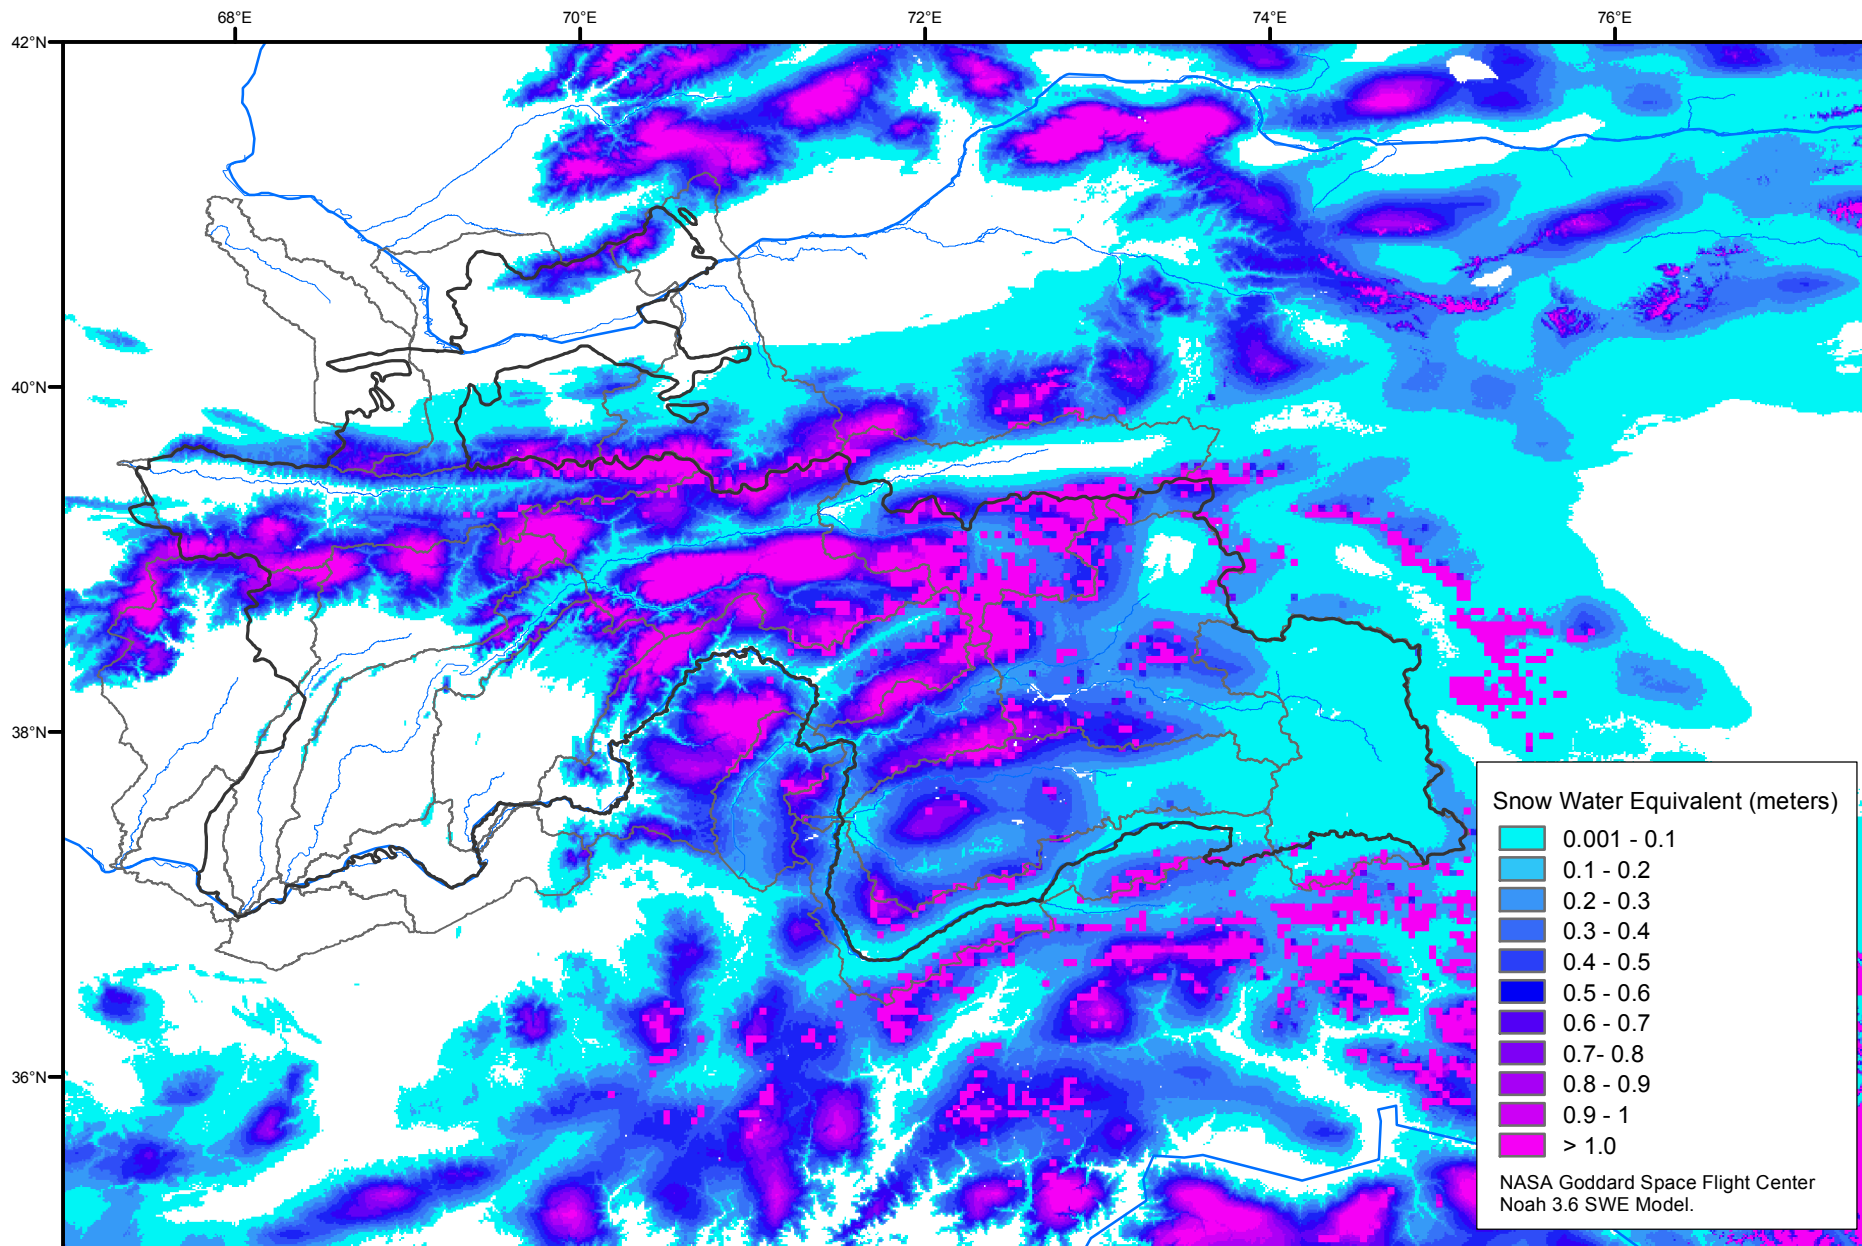 68°E
70°E
72°E
74°E
76°E
42°N
40°N
38°N
36°N
Snow Water Equivalent (meters)
0.001 - 0.1
0.1 - 0.2
0.2 - 0.3
0.3 - 0.4
0.4 - 0.5
0.5 - 0.6
0.6 - 0.7
0.7- 0.8
0.8 - 0.9
0.9 - 1
> 1.0
NASA Goddard Space Flight Center
Noah 3.6 SWE Model.